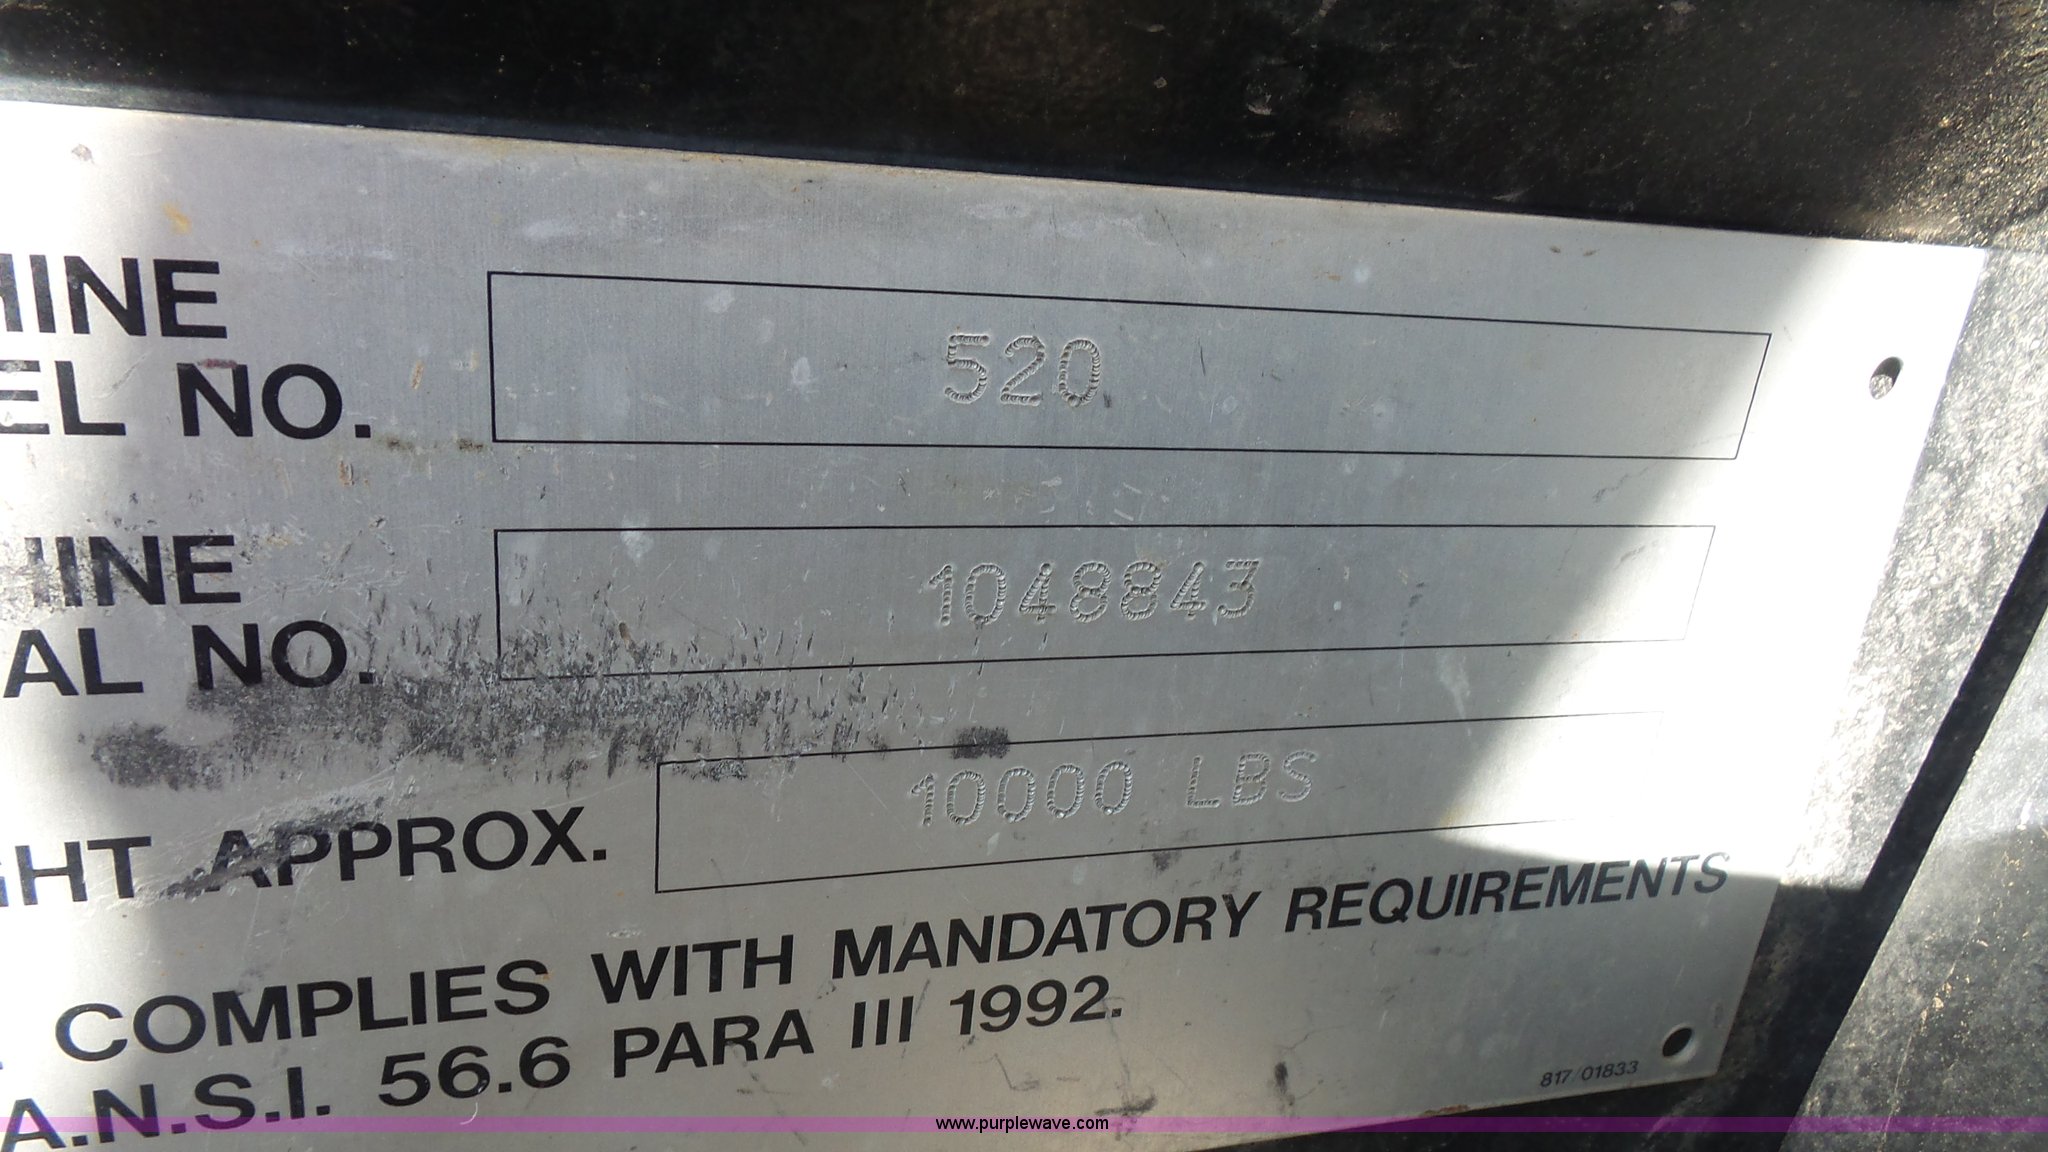 HINE
EL NO. 520
HINE
AL NO. 1048843
GHT APPROX. 10000 LBS
COMPLIES WITH MANDATORY REQUIREMENTS
A.N.S.I. 56.6 PARA III 1992.
817/01833
www.purplewave.com